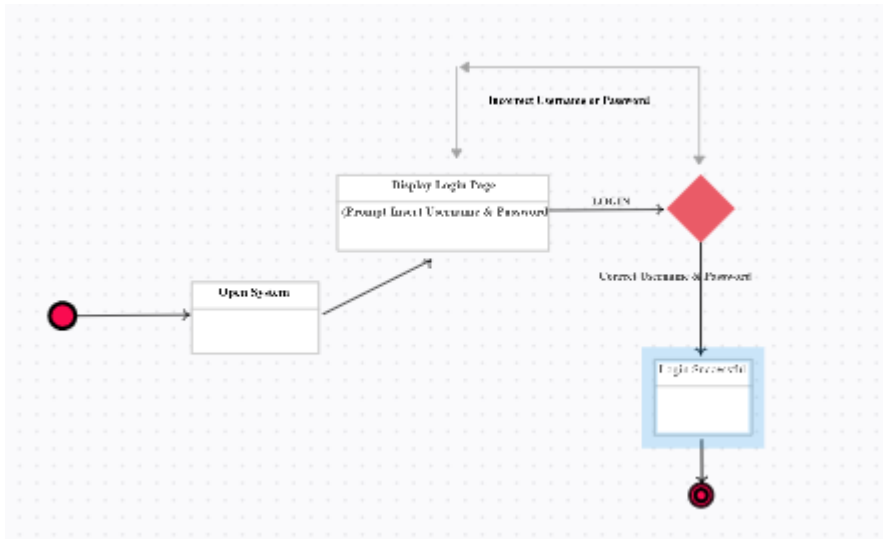 Incorrect Username or Password
Display Login Page
(Prompt Insert Username & Password
LOGIN
Correct Username & Password
Open System
Login Successful